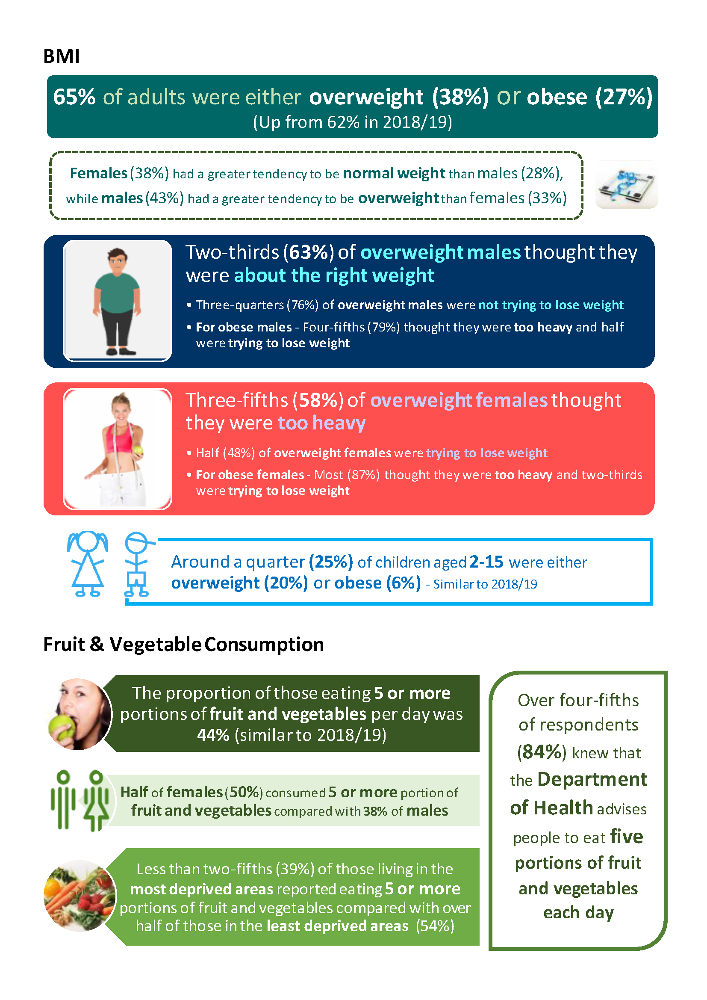 BMI
65% of adults were either overweight (38%) or obese (27%)
(Up from 62% in 2018/19)
Females (38%) had a greater tendency to be normal weight than males (28%),
while males (43%) had a greater tendency to be overweight than females (33%)
Two-thirds (63%) of overweight males thought they
were about the right weight
• Three-quarters (76%) of overweight males were not trying to lose weight
• For obese males - Four-fifths (79%) thought they were too heavy and half
were trying to lose weight
Three-fifths (58%) of overweight females thought
they were too heavy
• Half (48%) of overweight females were trying to lose weight
• For obese females - Most (87%) thought they were too heavy and two-thirds
were trying to lose weight
Around a quarter (25%) of children aged 2-15 were either
overweight (20%) or obese (6%) - Similar to 2018/19
Fruit & Vegetable Consumption
The proportion of those eating 5 or more
portions of fruit and vegetables per day was
44% (similar to 2018/19)
Half of females (50%) consumed 5 or more portion of
fruit and vegetables compared with 38% of males
Less than two-fifths (39%) of those living in the
most deprived areas reported eating 5 or more
portions of fruit and vegetables compared with over
half of those in the least deprived areas (54%)
Over four-fifths
of respondents
(84%) knew that
the Department
of Health advises
people to eat five
portions of fruit
and vegetables
each day